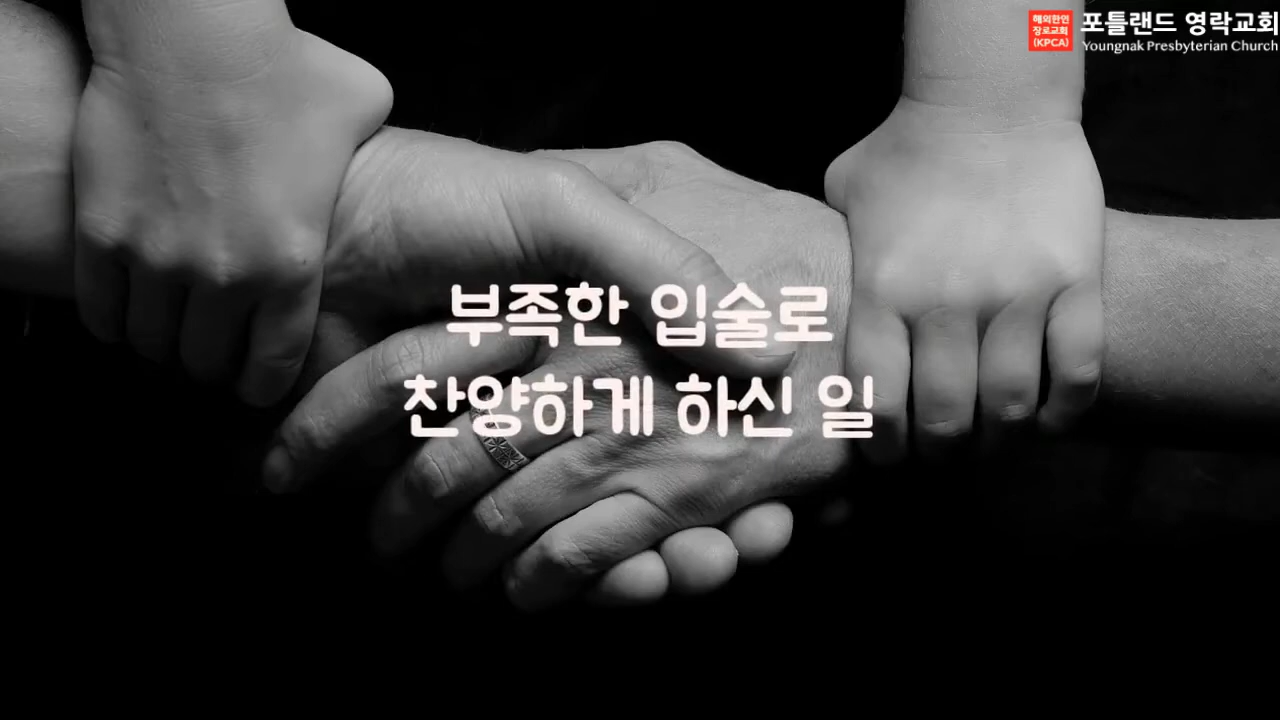 해외한인
장로교회
(KPCA)
포틀랜드 영락교회
Youngnak Presbyterian Church
부족한 입술로
찬양하게 하신 일